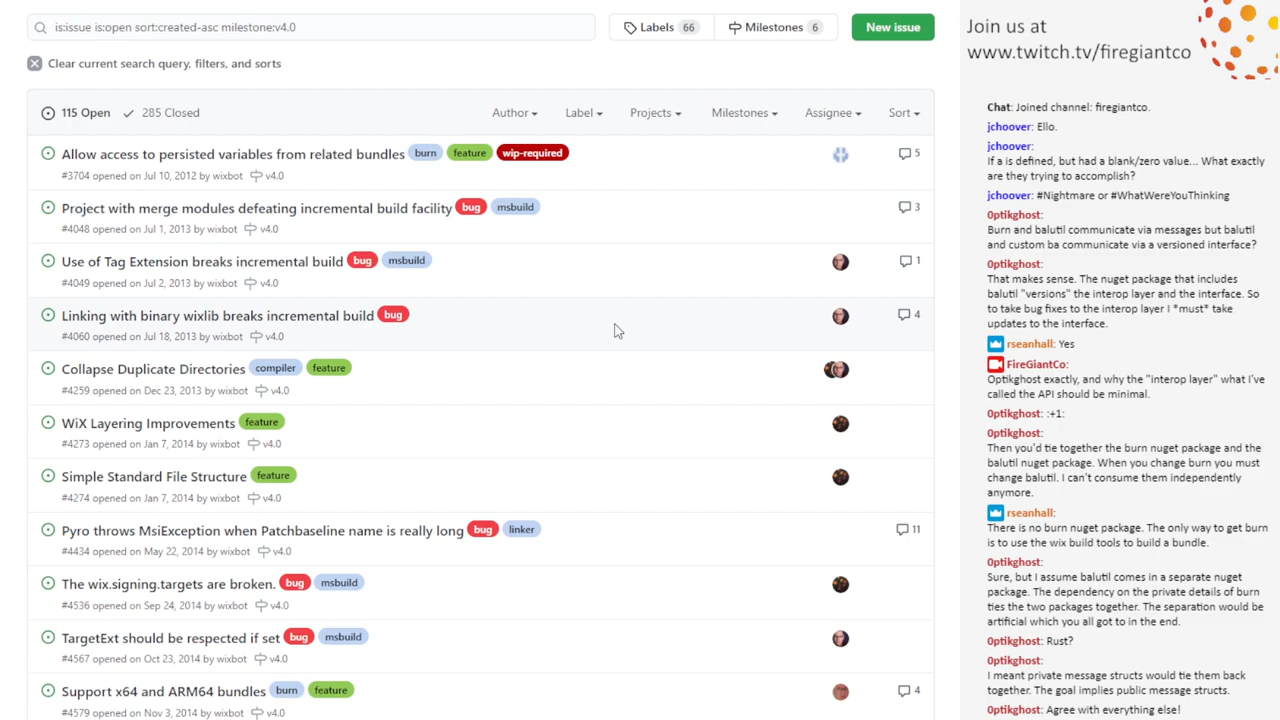 is:issue is:open sort:created-asc milestone:v4.0
Labels 66
Milestones 6
New issue
Clear current search query, filters, and sorts
115 Open
285 Closed
Author
Label
Projects
Milestones
Assignee
Sort
Allow access to persisted variables from related bundles burn feature wip-required 5
#3704 opened on Jul 10, 2012 by wixbot v4.0
Project with merge modules defeating incremental build facility bug msbuild 3
#4048 opened on Jul 1, 2013 by wixbot v4.0
Use of Tag Extension breaks incremental build bug msbuild 1
#4049 opened on Jul 2, 2013 by wixbot v4.0
Linking with binary wixlib breaks incremental build bug 4
#4060 opened on Jul 18, 2013 by wixbot v4.0
Collapse Duplicate Directories compiler feature
#4259 opened on Dec 23, 2013 by wixbot v4.0
WiX Layering Improvements feature
#4273 opened on Jan 7, 2014 by wixbot v4.0
Simple Standard File Structure feature
#4274 opened on Jan 7, 2014 by wixbot v4.0
Pyro throws MsiException when Patchbaseline name is really long bug linker 11
#4434 opened on May 22, 2014 by wixbot v4.0
The wix.signing.targets are broken. bug msbuild
#4536 opened on Sep 24, 2014 by wixbot v4.0
TargetExt should be respected if set bug msbuild
#4567 opened on Oct 23, 2014 by wixbot v4.0
Support x64 and ARM64 bundles burn feature 4
#4579 opened on Nov 3, 2014 by wixbot v4.0
Join us at
www.twitch.tv/firegiantco
Chat: Joined channel: firegiantco.
jchoover: Ello.
jchoover:
If a is defined, but had a blank/zero value... What exactly
are they trying to accomplish?
jchoover: #Nightmare or #WhatWereYouThinking
0ptikghost:
Burn and balutil communicate via messages but balutil
and custom ba communicate via a versioned interface?
0ptikghost:
That makes sense. The nuget package that includes
balutil "versions" the interop layer and the interface. So
to take bug fixes to the interop layer I *must* take
updates to the interface.
rseanhall: Yes
FireGiantCo:
Optikghost exactly, and why the "interop layer" what I've
called the API should be minimal.
0ptikghost: :+1:
0ptikghost:
Then you'd tie together the burn nuget package and the
balutil nuget package. When you change burn you must
change balutil. I can't consume them independently
anymore.
rseanhall:
There is no burn nuget package. The only way to get burn
is to use the wix build tools to build a bundle.
0ptikghost:
Sure, but I assume balutil comes in a separate nuget
package. The dependency on the private details of burn
ties the two packages together. The separation would be
artificial which you all got to in the end.
0ptikghost: Rust?
0ptikghost:
I meant private message structs would tie them back
together. The goal implies public message structs.
0ptikghost: Agree with everything else!